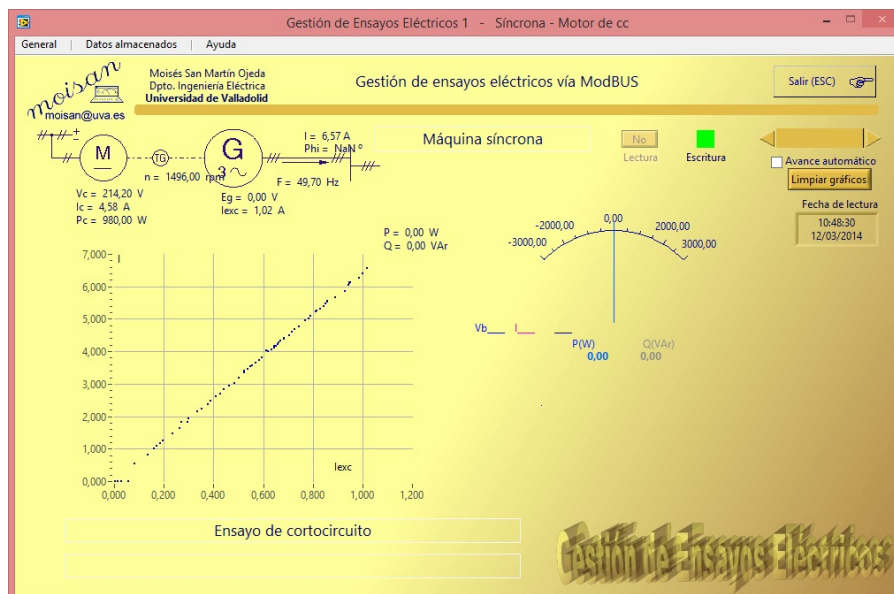 Gestión de Ensayos Eléctricos 1 - Síncrona - Motor de cc
General | Datos almacenados | Ayuda
moisan
moisan@uva.es
Moisés San Martín Ojeda
Dpto. Ingeniería Eléctrica
Universidad de Valladolid
Gestión de ensayos eléctricos vía ModBUS
Salir (ESC)
M
TG
G
3
n = 1496,00 rpm
I = 6,57 A
Phi = NaN º
F = 49,70 Hz
Máquina síncrona
No
Lectura
Escritura
Avance automático
Limpiar gráficos
Fecha de lectura
10:48:30
12/03/2014
Vc = 214,20 V
Ic = 4,58 A
Pc = 980,00 W
Eg = 0,00 V
Iexc = 1,02 A
P = 0,00 W
Q = 0,00 VAr
-3000,00
-2000,00
0,00
2000,00
3000,00
Vb
I
P(W)
0,00
Q(VAr)
0,00
7,000
I
6,000
5,000
4,000
3,000
2,000
1,000
0,000
Iexc
0,000 0,200 0,400 0,600 0,800 1,000 1,200
Ensayo de cortocircuito
Gestión de Ensayos Eléctricos